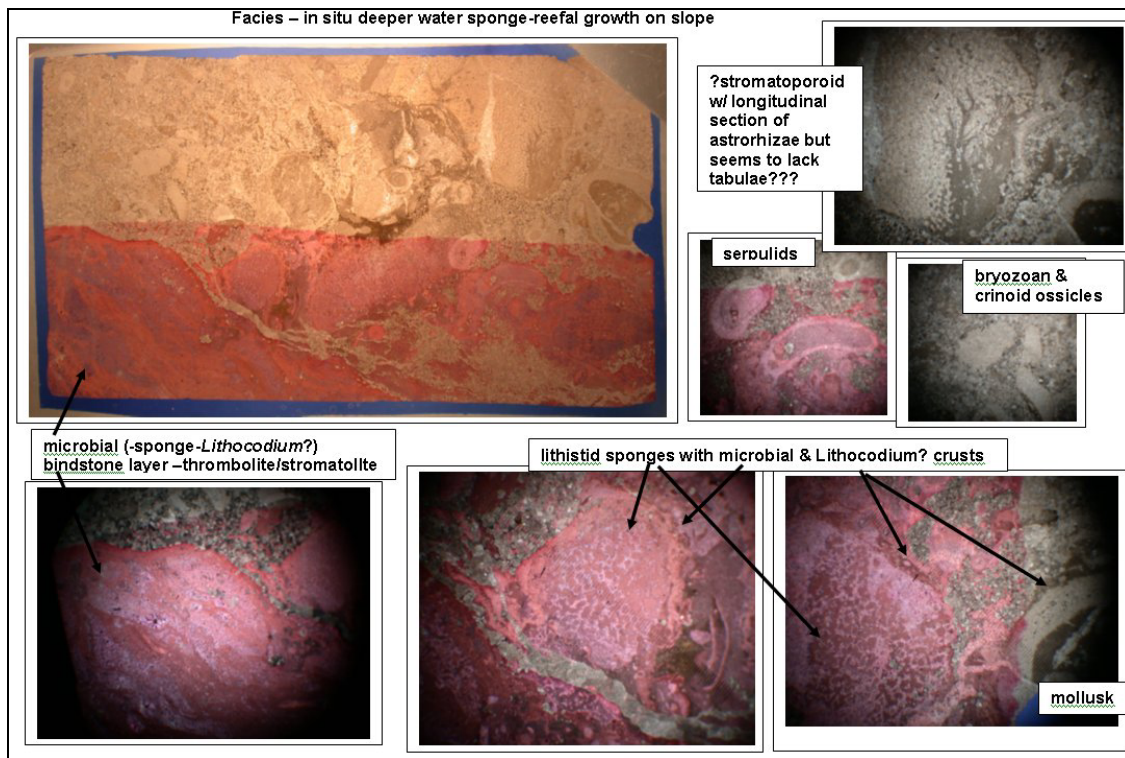 Facies – in situ deeper water sponge-reefal growth on slope
?stromatoporoid
w/ longitudinal
section of
astrorhizae but
seems to lack
tabulae???
serpulids
bryozoan &
crinoid ossicles
microbial (-sponge-Lithocodium?)
bindstone layer –thrombolite/stromatolite
lithistid sponges with microbial & Lithocodium? crusts
mollusk